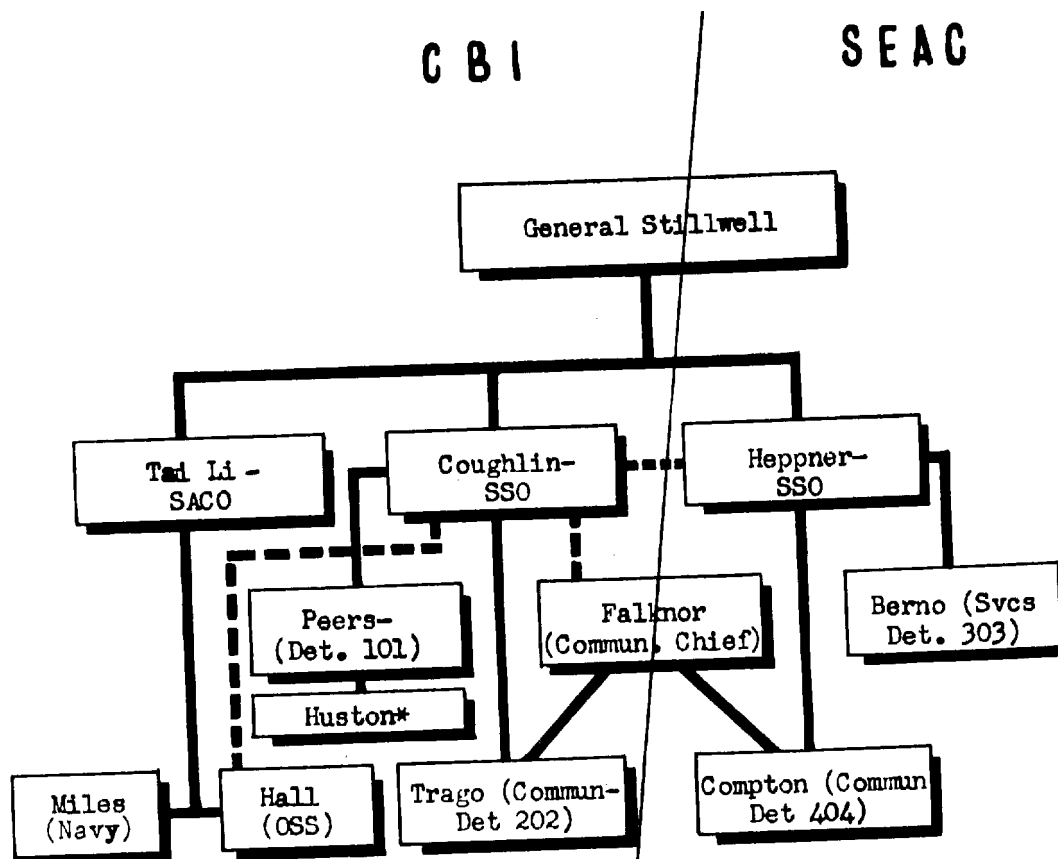 CBI
SEAC
General Stillwell
Tai Li -
SACO
Coughlin-
SSO
Heppner-
SSO
Peers-
(Det. 101)
Falknor
(Commun. Chief)
Berno (Svcs
Det. 303)
Huston*
Miles
(Navy)
Hall
(OSS)
Trago (Commun-
Det 202)
Compton (Commun
Det 404)